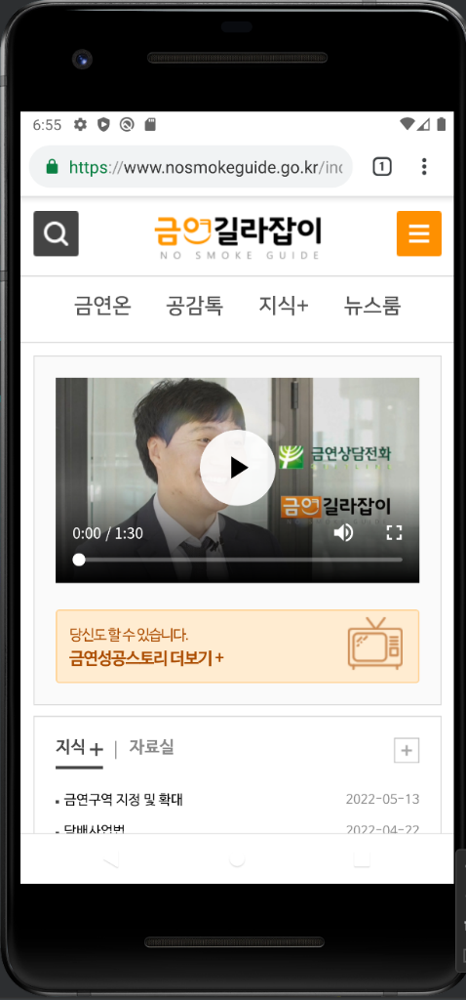 6:55
https://www.nosmokeguide.go.kr/ind
1
금연길라잡이
NO SMOKE GUIDE
금연온 공감톡 지식+ 뉴스룸
금연상담전화
금연길라잡이
0:00 / 1:30
당신도 할 수 있습니다.
금연성공스토리 더보기 +
지식 + | 자료실 +
금연구역 지정 및 확대 2022-05-13
담배사업법 2022-04-22